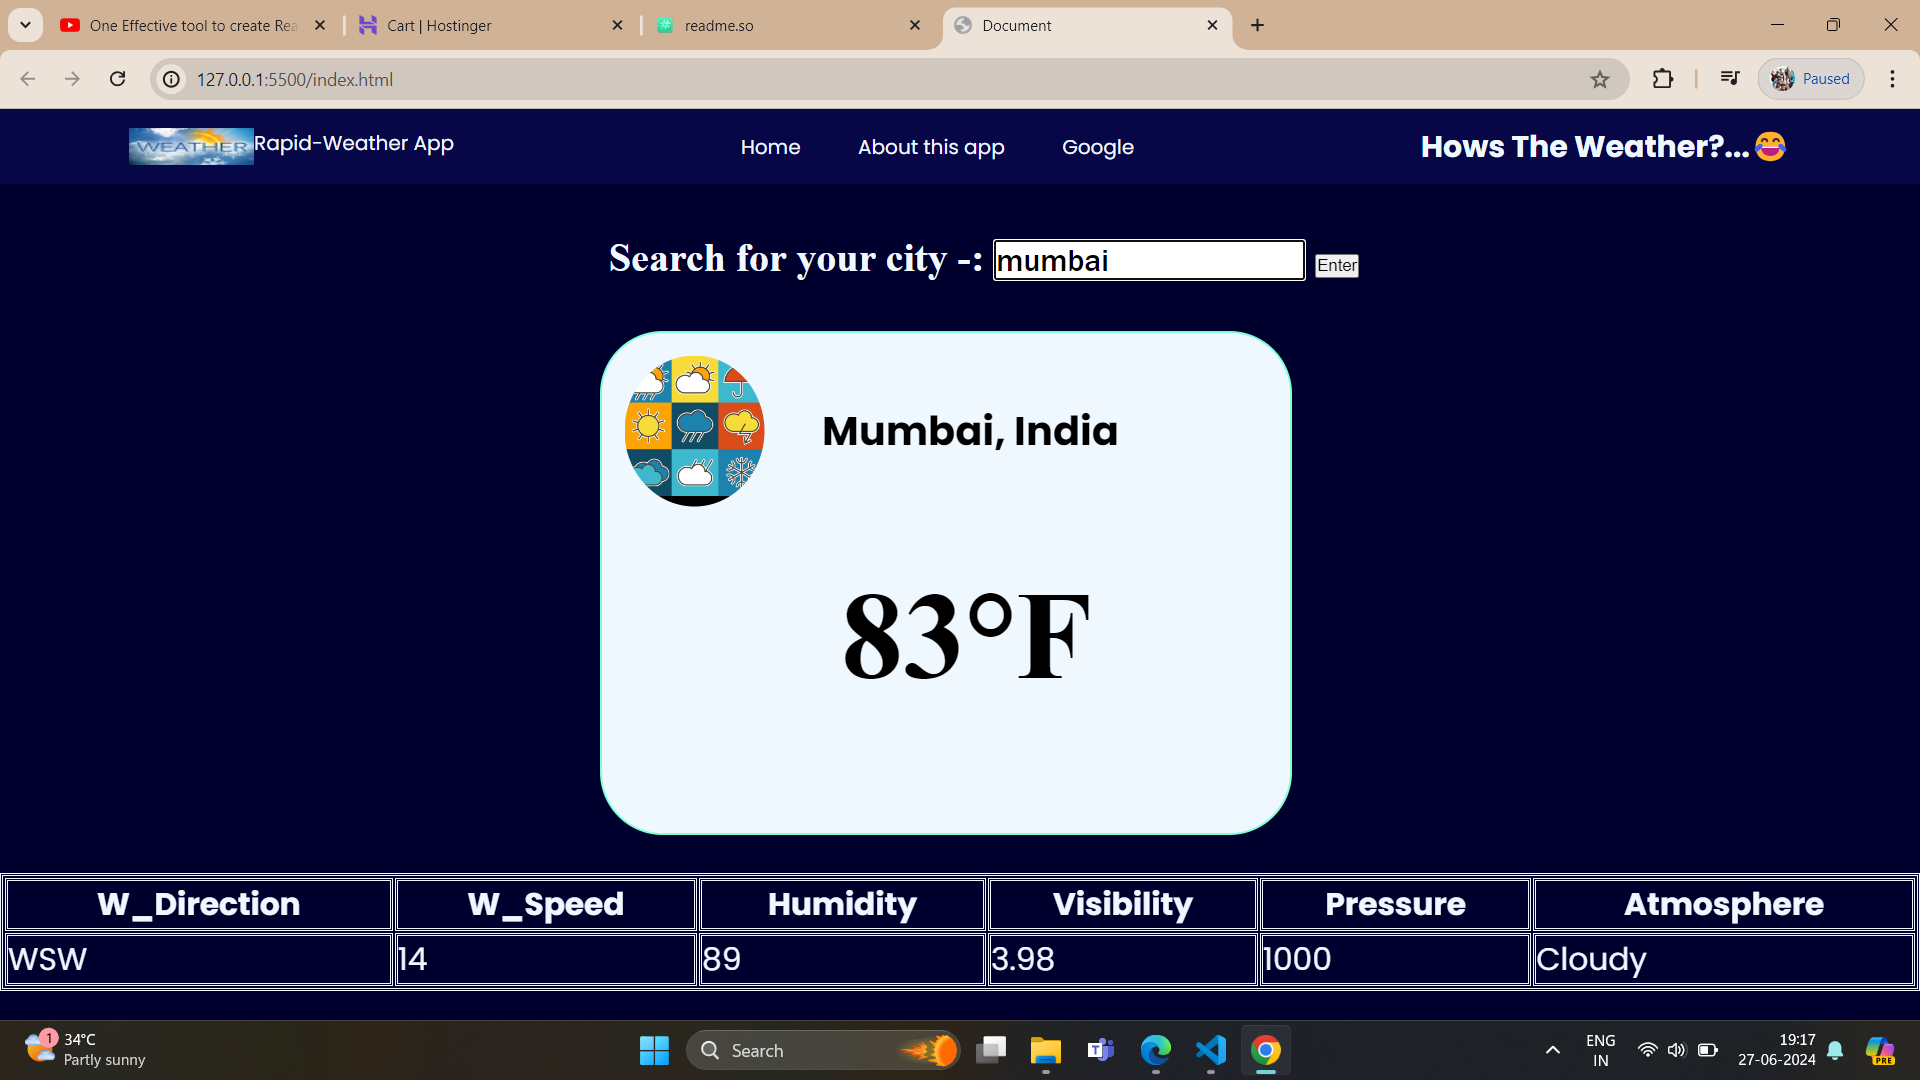 One Effective tool to create Rea
Cart | Hostinger
readme.so
Document
127.0.0.1:5500/index.html
Paused
WEATHER
Rapid-Weather App
Home
About this app
Google
Hows The Weather?...😂
Search for your city -: mumbai Enter
Mumbai, India
83°F
W_Direction W_Speed Humidity Visibility Pressure Atmosphere
WSW 14 89 3.98 1000 Cloudy
1
34°C
Partly sunny
Search
ENG
IN
19:17
27-06-2024
PRE